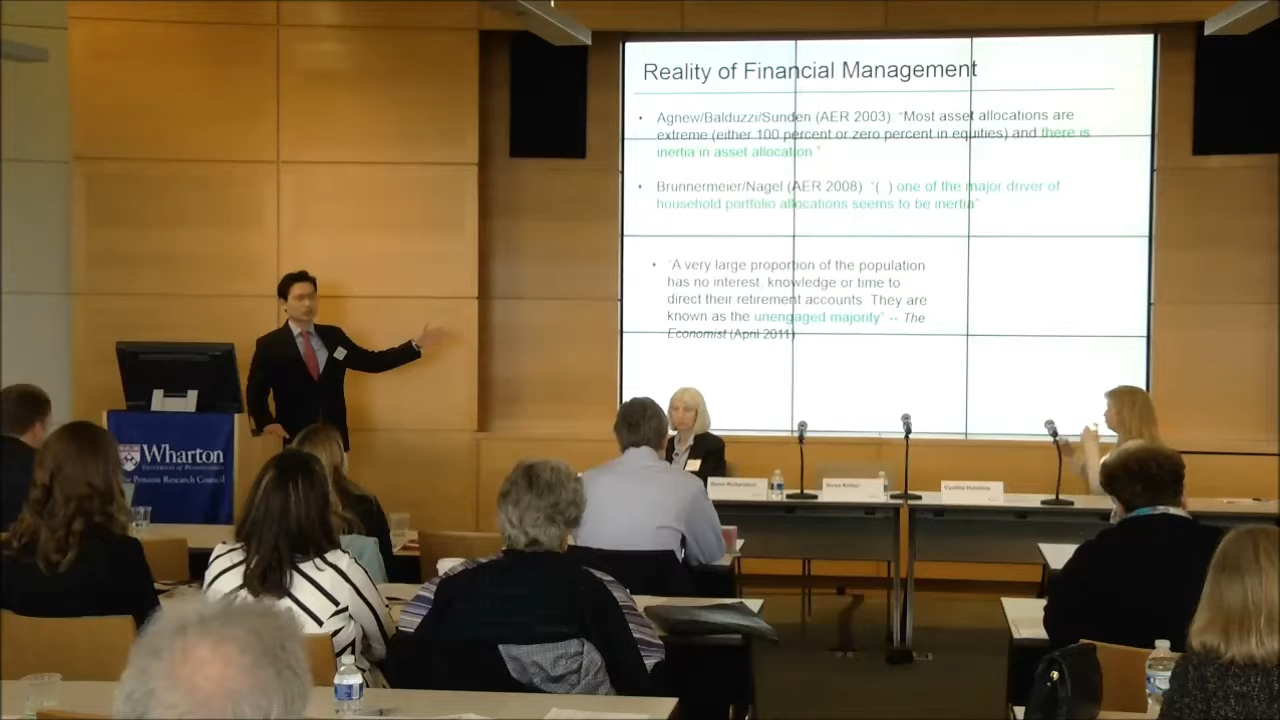 Reality of Financial Management
• Agnew/Balduzzi/Sunden (AER 2003) "Most asset allocations are
extreme (either 100 percent or zero percent in equities) and there is
inertia in asset allocation "
• Brunnermeier/Nagel (AER 2008) "( ) one of the major driver of
household portfolio allocations seems to be inertia"
• "A very large proportion of the population
has no interest, knowledge or time to
direct their retirement accounts. They are
known as the unengaged majority" -- The
Economist (April 2011)
Wharton
University of Pennsylvania
Pension Research Council
Cynthia